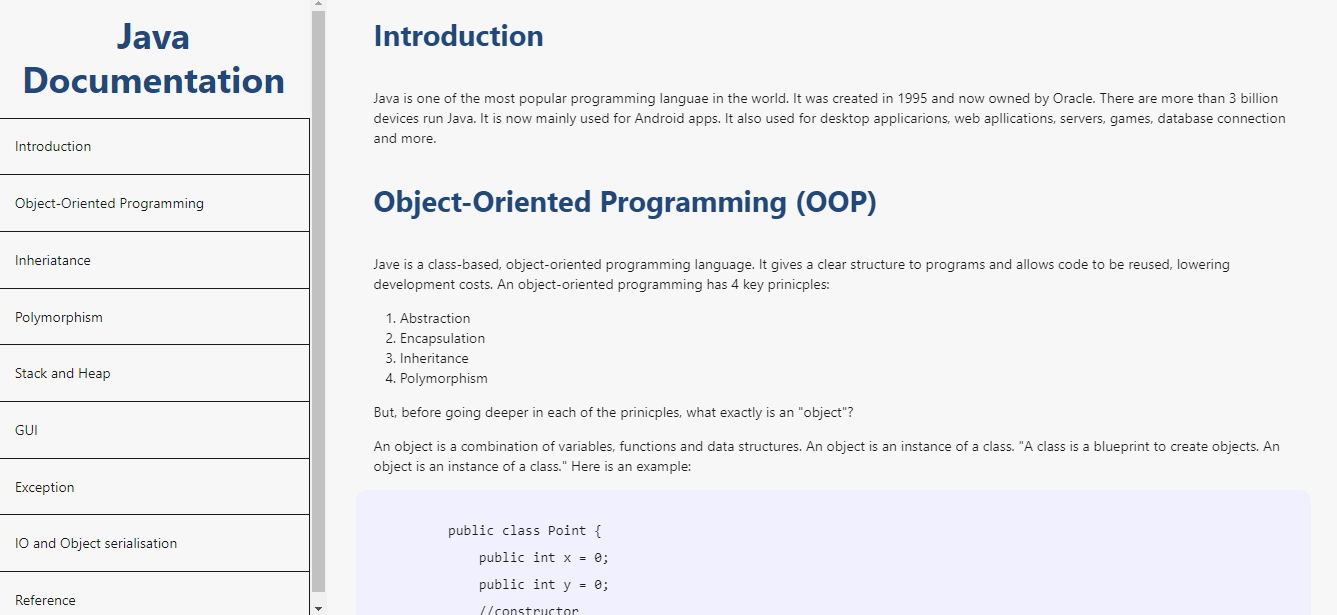 Java
Documentation
Introduction
Object-Oriented Programming
Inheriatance
Polymorphism
Stack and Heap
GUI
Exception
IO and Object serialisation
Reference
Introduction
Java is one of the most popular programming languae in the world. It was created in 1995 and now owned by Oracle. There are more than 3 billion
devices run Java. It is now mainly used for Android apps. It also used for desktop applicarions, web apllications, servers, games, database connection
and more.
Object-Oriented Programming (OOP)
Jave is a class-based, object-oriented programming language. It gives a clear structure to programs and allows code to be reused, lowering
development costs. An object-oriented programming has 4 key prinicples:
1. Abstraction
2. Encapsulation
3. Inheritance
4. Polymorphism
But, before going deeper in each of the prinicples, what exactly is an "object"?
An object is a combination of variables, functions and data structures. An object is an instance of a class. "A class is a blueprint to create objects. An
object is an instance of a class." Here is an example:
public class Point {
public int x = 0;
public int y = 0;
//constructor